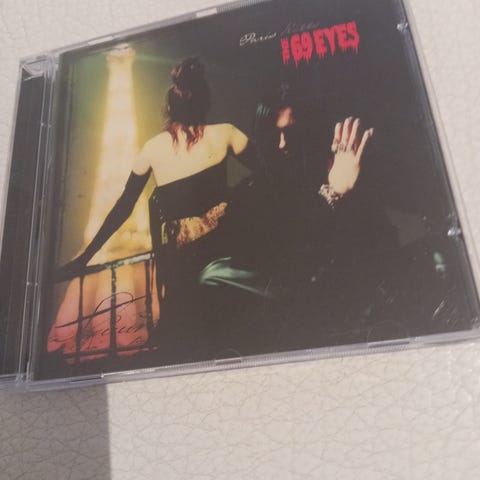 Paris Kills
THE 69 EYES